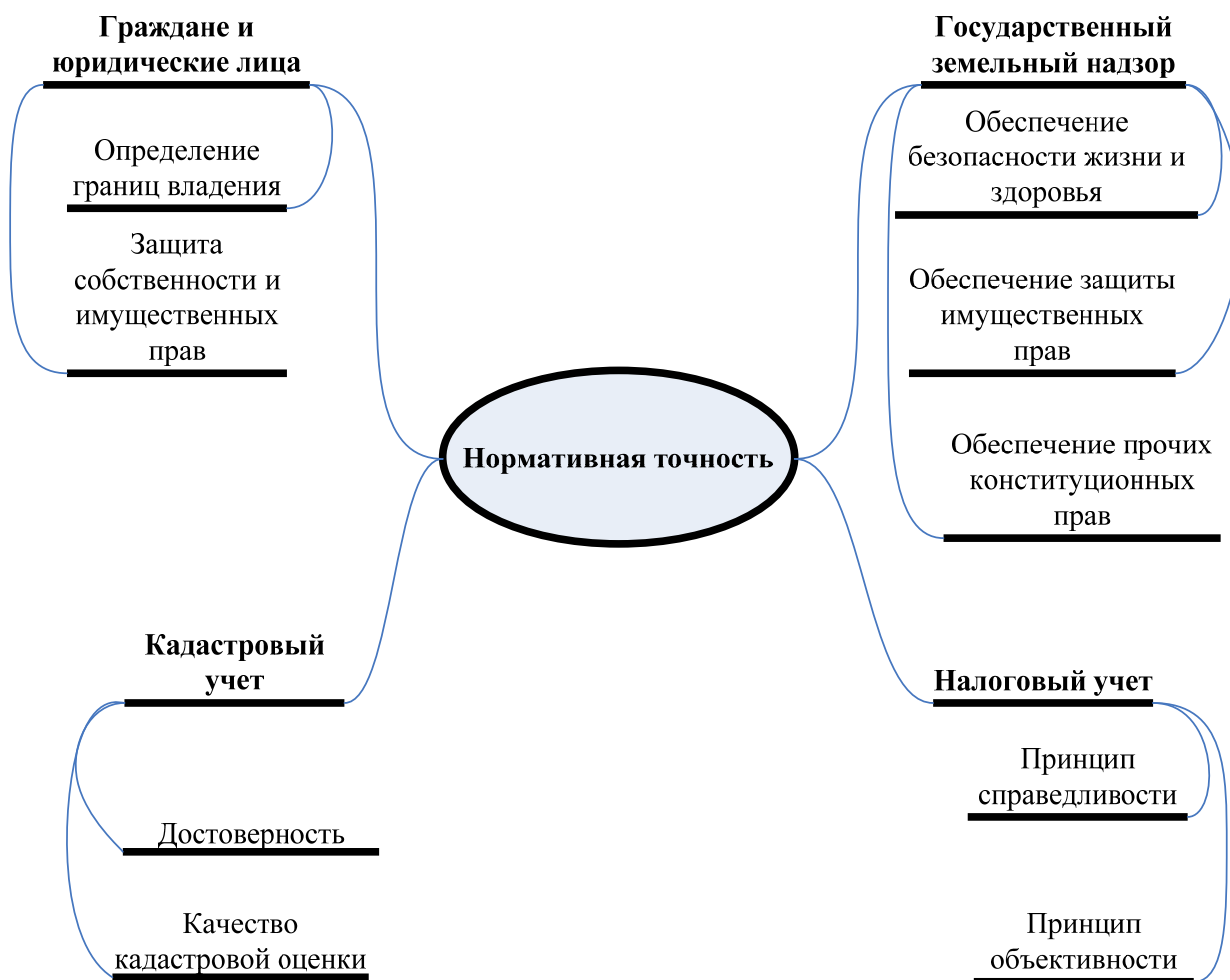 Граждане и
юридические лица
Определение
границ владения
Защита
собственности и
имущественных
прав
Государственный
земельный надзор
Обеспечение
безопасности жизни и
здоровья
Обеспечение защиты
имущественных
прав
Обеспечение прочих
конституционных
прав
Нормативная точность
Кадастровый
учет
Достоверность
Качество
кадастровой оценки
Налоговый учет
Принцип
справедливости
Принцип
объективности